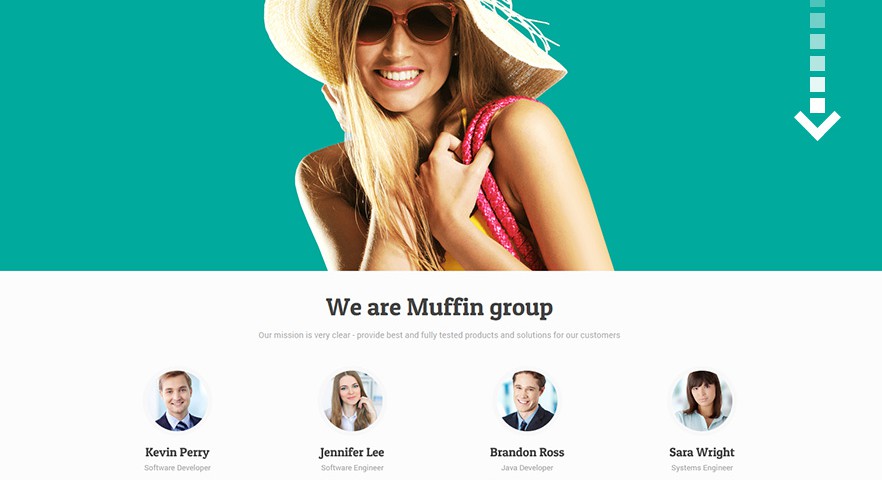 We are Muffin group
Our mission is very clear - provide best and fully tested products and solutions for our customers
Kevin Perry
Jennifer Lee
Brandon Ross
Sara Wright
Software Developer
Software Engineer
Java Developer
Systems Engineer